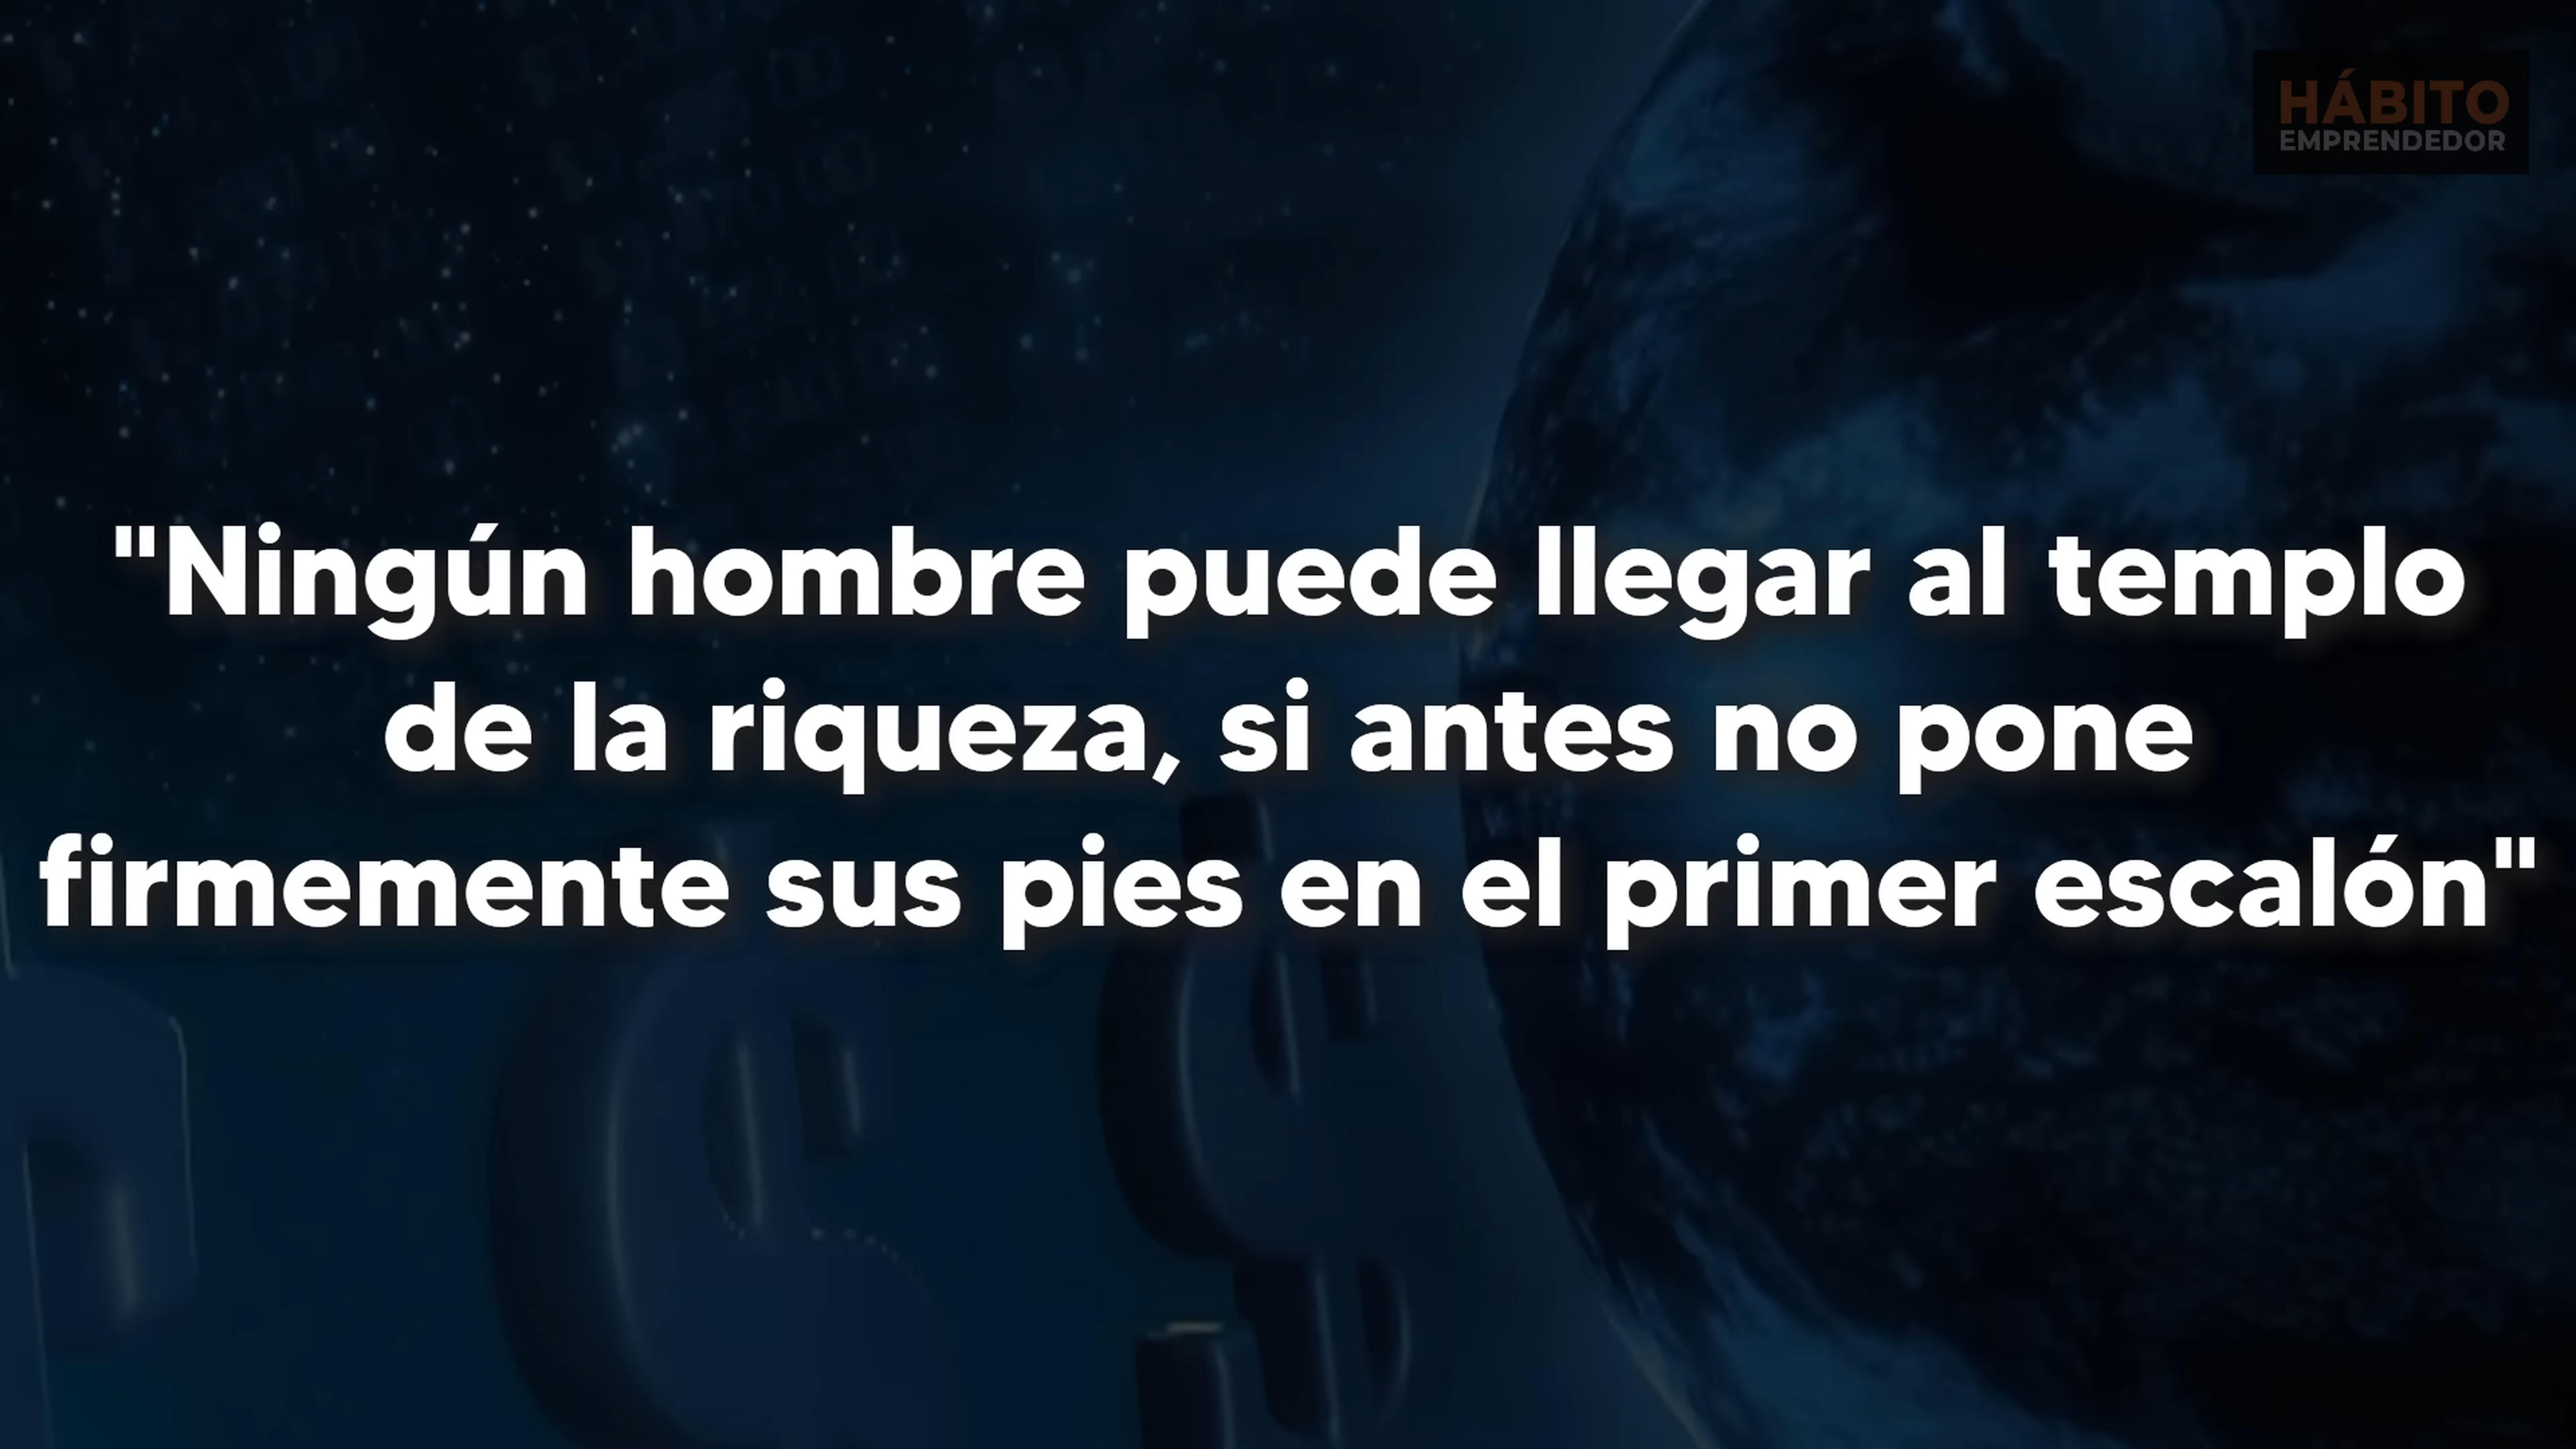 HÁBITO
EMPRENDEDOR
"Ningún hombre puede llegar al templo
de la riqueza, si antes no pone
firmemente sus pies en el primer escalón"